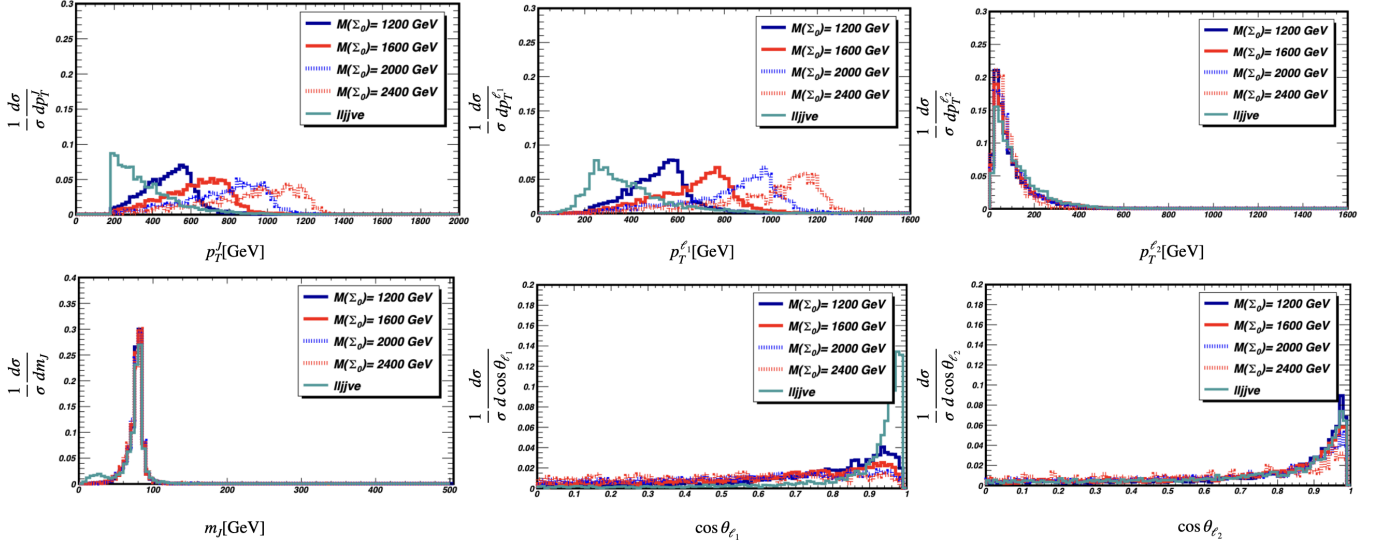 0.3
0.25
0.2
0.15
0.1
0.05
0
0 200 400 600 800 1000 1200 1400 1600 1800 2000
1/σ dσ/dp_T^J
M(Σ₀)= 1200 GeV
M(Σ₀)= 1600 GeV
M(Σ₀)= 2000 GeV
M(Σ₀)= 2400 GeV
lljjve
p_T^J[GeV]
0.3
0.25
0.2
0.15
0.1
0.05
0
0 200 400 600 800 1000 1200 1400 1600
1/σ dσ/dp_T^ℓ₁
M(Σ₀)= 1200 GeV
M(Σ₀)= 1600 GeV
M(Σ₀)= 2000 GeV
M(Σ₀)= 2400 GeV
lljjve
p_T^ℓ₁[GeV]
0.3
0.25
0.2
0.15
0.1
0.05
0
0 200 400 600 800 1000 1200 1400 1600
1/σ dσ/dp_T^ℓ₂
M(Σ₀)= 1200 GeV
M(Σ₀)= 1600 GeV
M(Σ₀)= 2000 GeV
M(Σ₀)= 2400 GeV
lljjve
p_T^ℓ₂[GeV]
0.4
0.35
0.3
0.25
0.2
0.15
0.1
0.05
0
0 100 200 300 400 500
1/σ dσ/dm_J
M(Σ₀)= 1200 GeV
M(Σ₀)= 1600 GeV
M(Σ₀)= 2000 GeV
M(Σ₀)= 2400 GeV
lljjve
m_J[GeV]
0.2
0.18
0.16
0.14
0.12
0.1
0.08
0.06
0.04
0.02
0
0 0.1 0.2 0.3 0.4 0.5 0.6 0.7 0.8 0.9 1
1/σ dσ/d cos θ_ℓ₁
M(Σ₀)= 1200 GeV
M(Σ₀)= 1600 GeV
M(Σ₀)= 2000 GeV
M(Σ₀)= 2400 GeV
lljjve
cos θ_ℓ₁
0.2
0.18
0.16
0.14
0.12
0.1
0.08
0.06
0.04
0.02
0
0 0.1 0.2 0.3 0.4 0.5 0.6 0.7 0.8 0.9 1
1/σ dσ/d cos θ_ℓ₂
M(Σ₀)= 1200 GeV
M(Σ₀)= 1600 GeV
M(Σ₀)= 2000 GeV
M(Σ₀)= 2400 GeV
lljjve
cos θ_ℓ₂